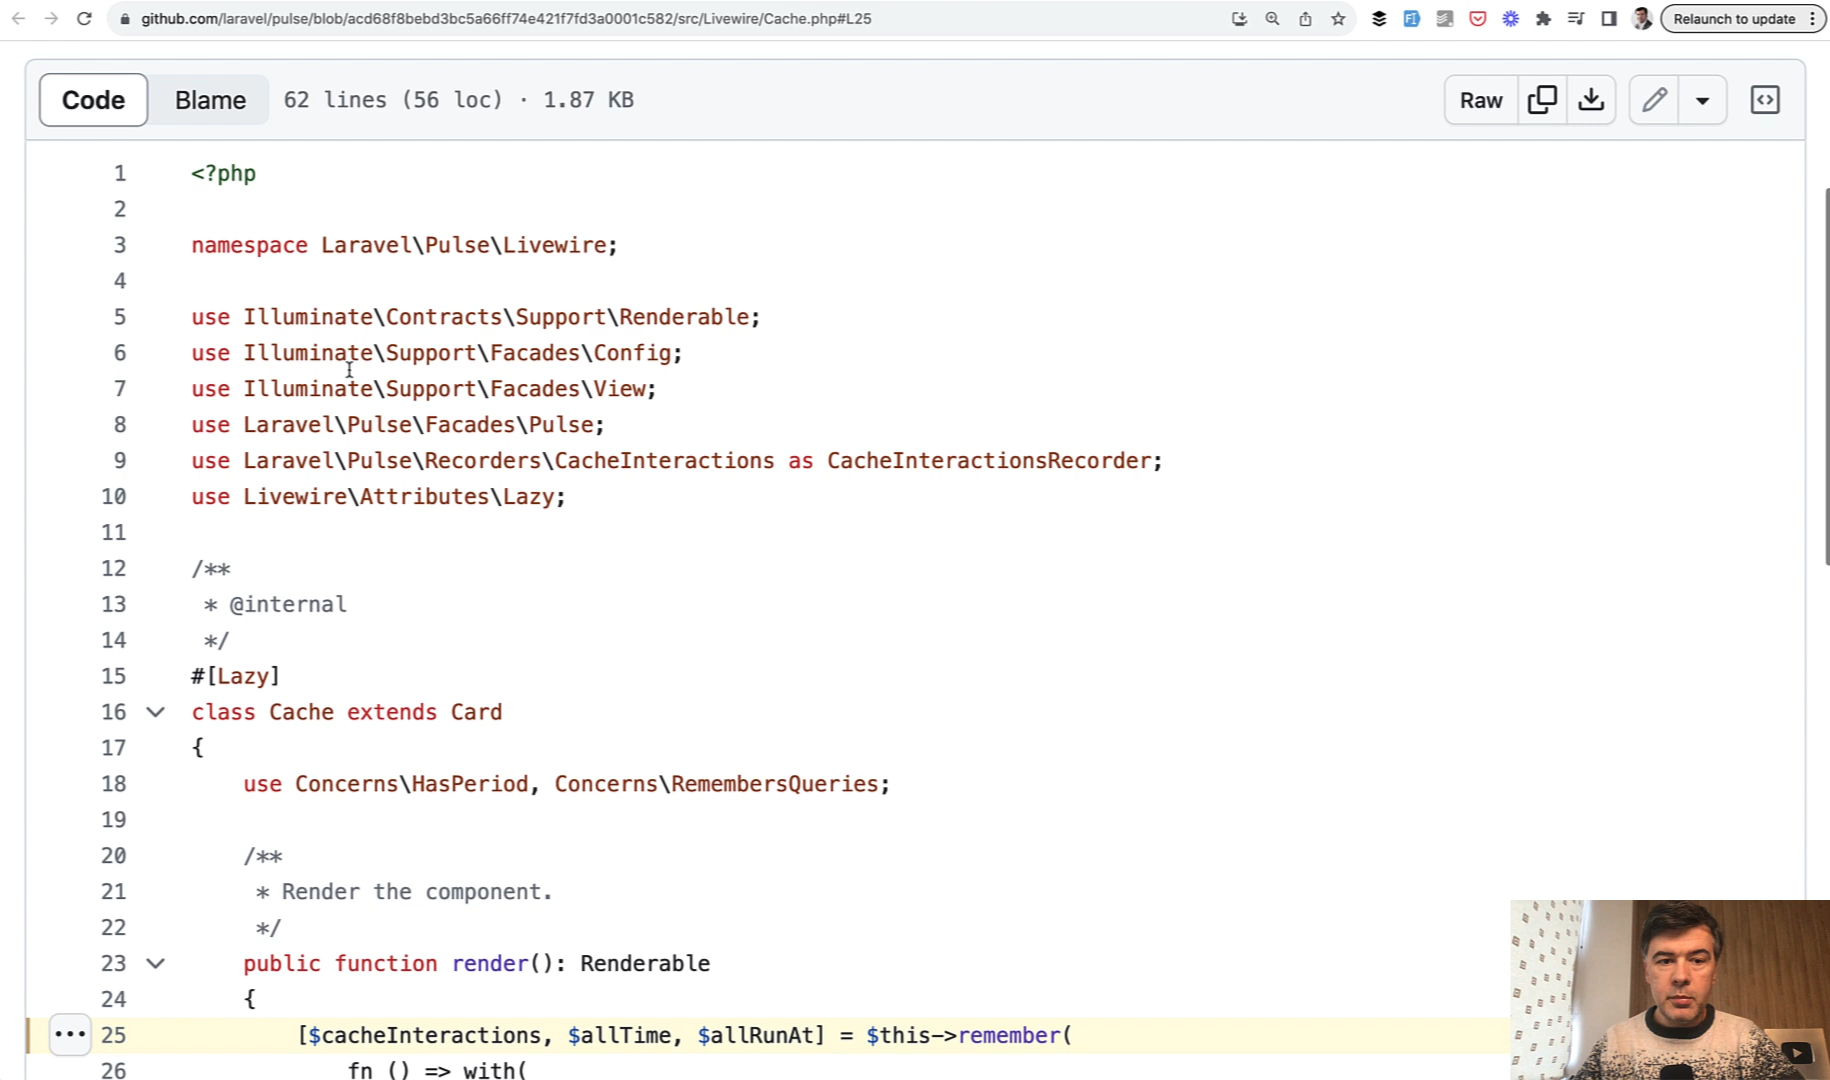 github.com/laravel/pulse/blob/acd68f8bebd3bc5a66ff74e421f7fd3a0001c582/src/Livewire/Cache.php#L25
Relaunch to update
Code Blame 62 lines (56 loc) · 1.87 KB Raw
1 <?php
2
3 namespace Laravel\Pulse\Livewire;
4
5 use Illuminate\Contracts\Support\Renderable;
6 use Illuminate\Support\Facades\Config;
7 use Illuminate\Support\Facades\View;
8 use Laravel\Pulse\Facades\Pulse;
9 use Laravel\Pulse\Recorders\CacheInteractions as CacheInteractionsRecorder;
10 use Livewire\Attributes\Lazy;
11
12 /**
13 * @internal
14 */
15 #[Lazy]
16 class Cache extends Card
17 {
18 use Concerns\HasPeriod, Concerns\RemembersQueries;
19
20 /**
21 * Render the component.
22 */
23 public function render(): Renderable
24 {
25 [$cacheInteractions, $allTime, $allRunAt] = $this->remember(
26 fn () => with(